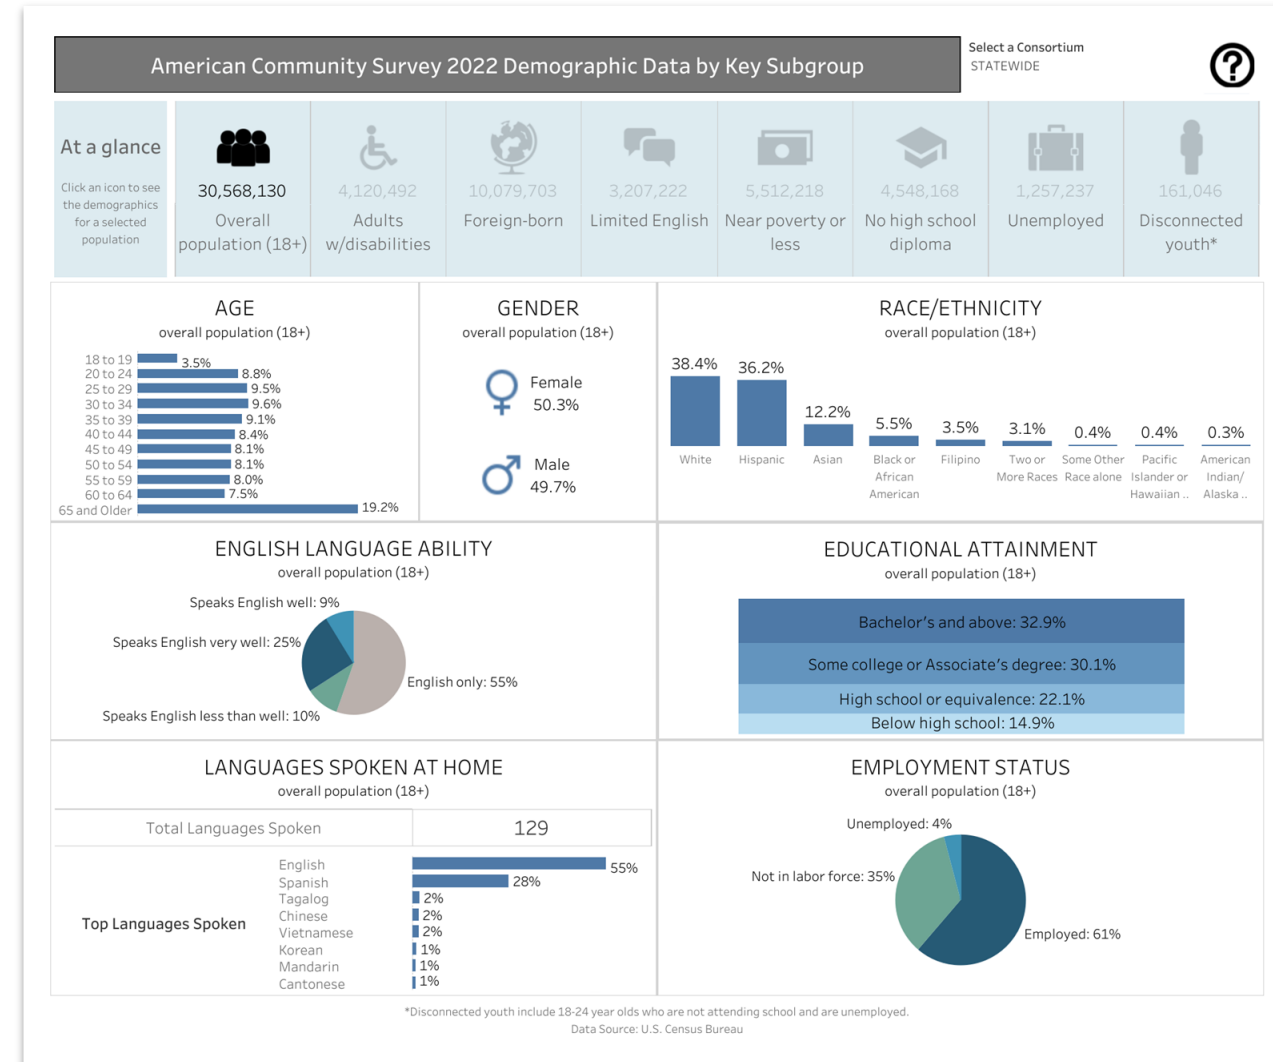 American Community Survey 2022 Demographic Data by Key Subgroup
Select a Consortium
STATEWIDE
?
At a glance
Click an icon to see
the demographics
for a selected
population
30,568,130
Overall
population (18+)
4,120,492
Adults
w/disabilities
10,079,703
Foreign-born
3,207,222
Limited English
5,512,218
Near poverty or
less
4,548,168
No high school
diploma
1,257,237
Unemployed
161,046
Disconnected
youth*
AGE
overall population (18+)
18 to 19 3.5%
20 to 24 8.8%
25 to 29 9.5%
30 to 34 9.6%
35 to 39 9.1%
40 to 44 8.4%
45 to 49 8.1%
50 to 54 8.1%
55 to 59 8.0%
60 to 64 7.5%
65 and Older 19.2%
GENDER
overall population (18+)
Female
50.3%
Male
49.7%
RACE/ETHNICITY
overall population (18+)
38.4%
White
36.2%
Hispanic
12.2%
Asian
5.5%
Black or
African
American
3.5%
Filipino
3.1%
Two or
More Races
0.4%
Some Other
Race alone
0.4%
Pacific
Islander or
Hawaiian ..
0.3%
American
Indian/
Alaska ..
ENGLISH LANGUAGE ABILITY
overall population (18+)
Speaks English well: 9%
Speaks English very well: 25%
English only: 55%
Speaks English less than well: 10%
EDUCATIONAL ATTAINMENT
overall population (18+)
Bachelor's and above: 32.9%
Some college or Associate's degree: 30.1%
High school or equivalence: 22.1%
Below high school: 14.9%
LANGUAGES SPOKEN AT HOME
overall population (18+)
Total Languages Spoken 129
Top Languages Spoken
English 55%
Spanish 28%
Tagalog 2%
Chinese 2%
Vietnamese 2%
Korean 1%
Mandarin 1%
Cantonese 1%
EMPLOYMENT STATUS
overall population (18+)
Unemployed: 4%
Not in labor force: 35%
Employed: 61%
*Disconnected youth include 18-24 year olds who are not attending school and are unemployed.
Data Source: U.S. Census Bureau